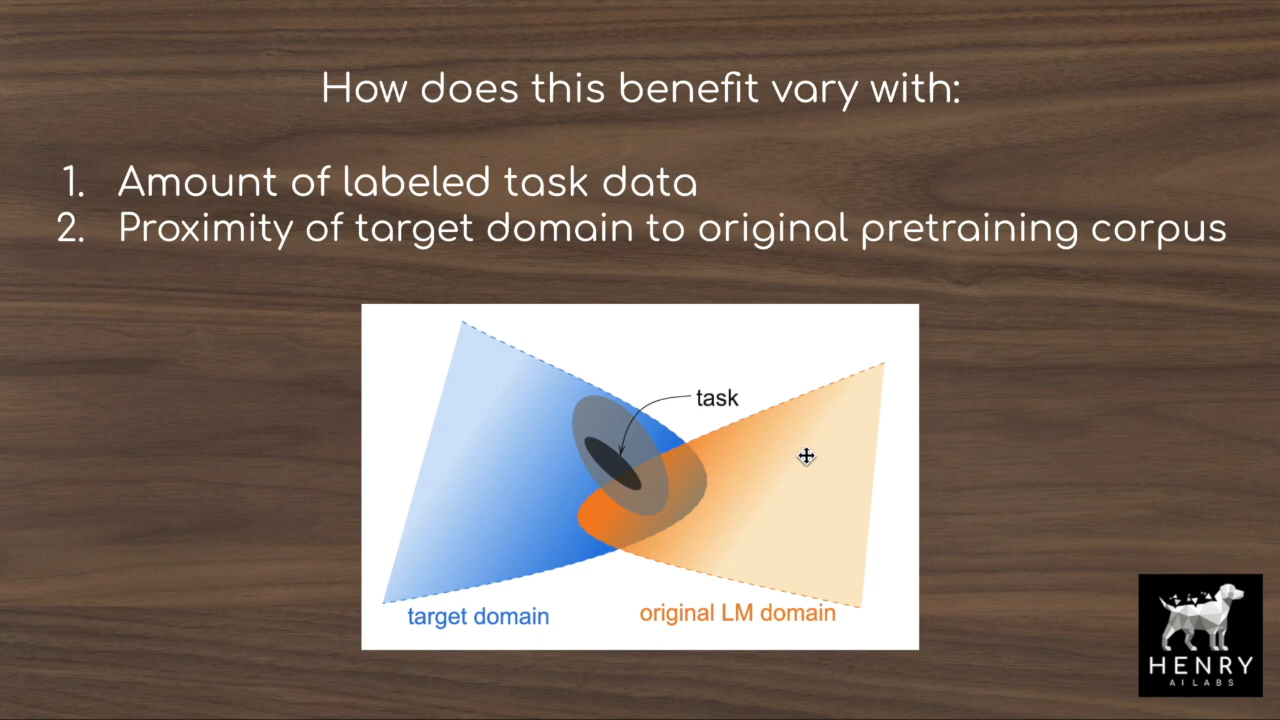 How does this benefit vary with:
1. Amount of labeled task data
2. Proximity of target domain to original pretraining corpus
task
target domain
original LM domain
HENRY
AI LABS